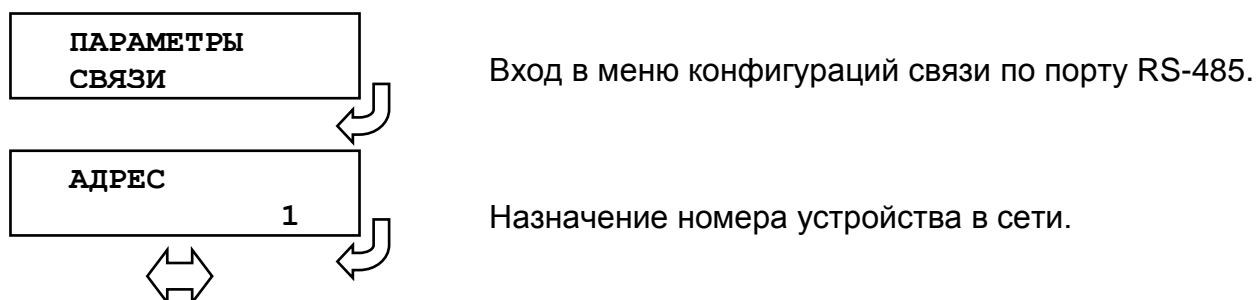 ПАРАМЕТРЫ
СВЯЗИ
Вход в меню конфигураций связи по порту RS-485.
АДРЕС
1
Назначение номера устройства в сети.